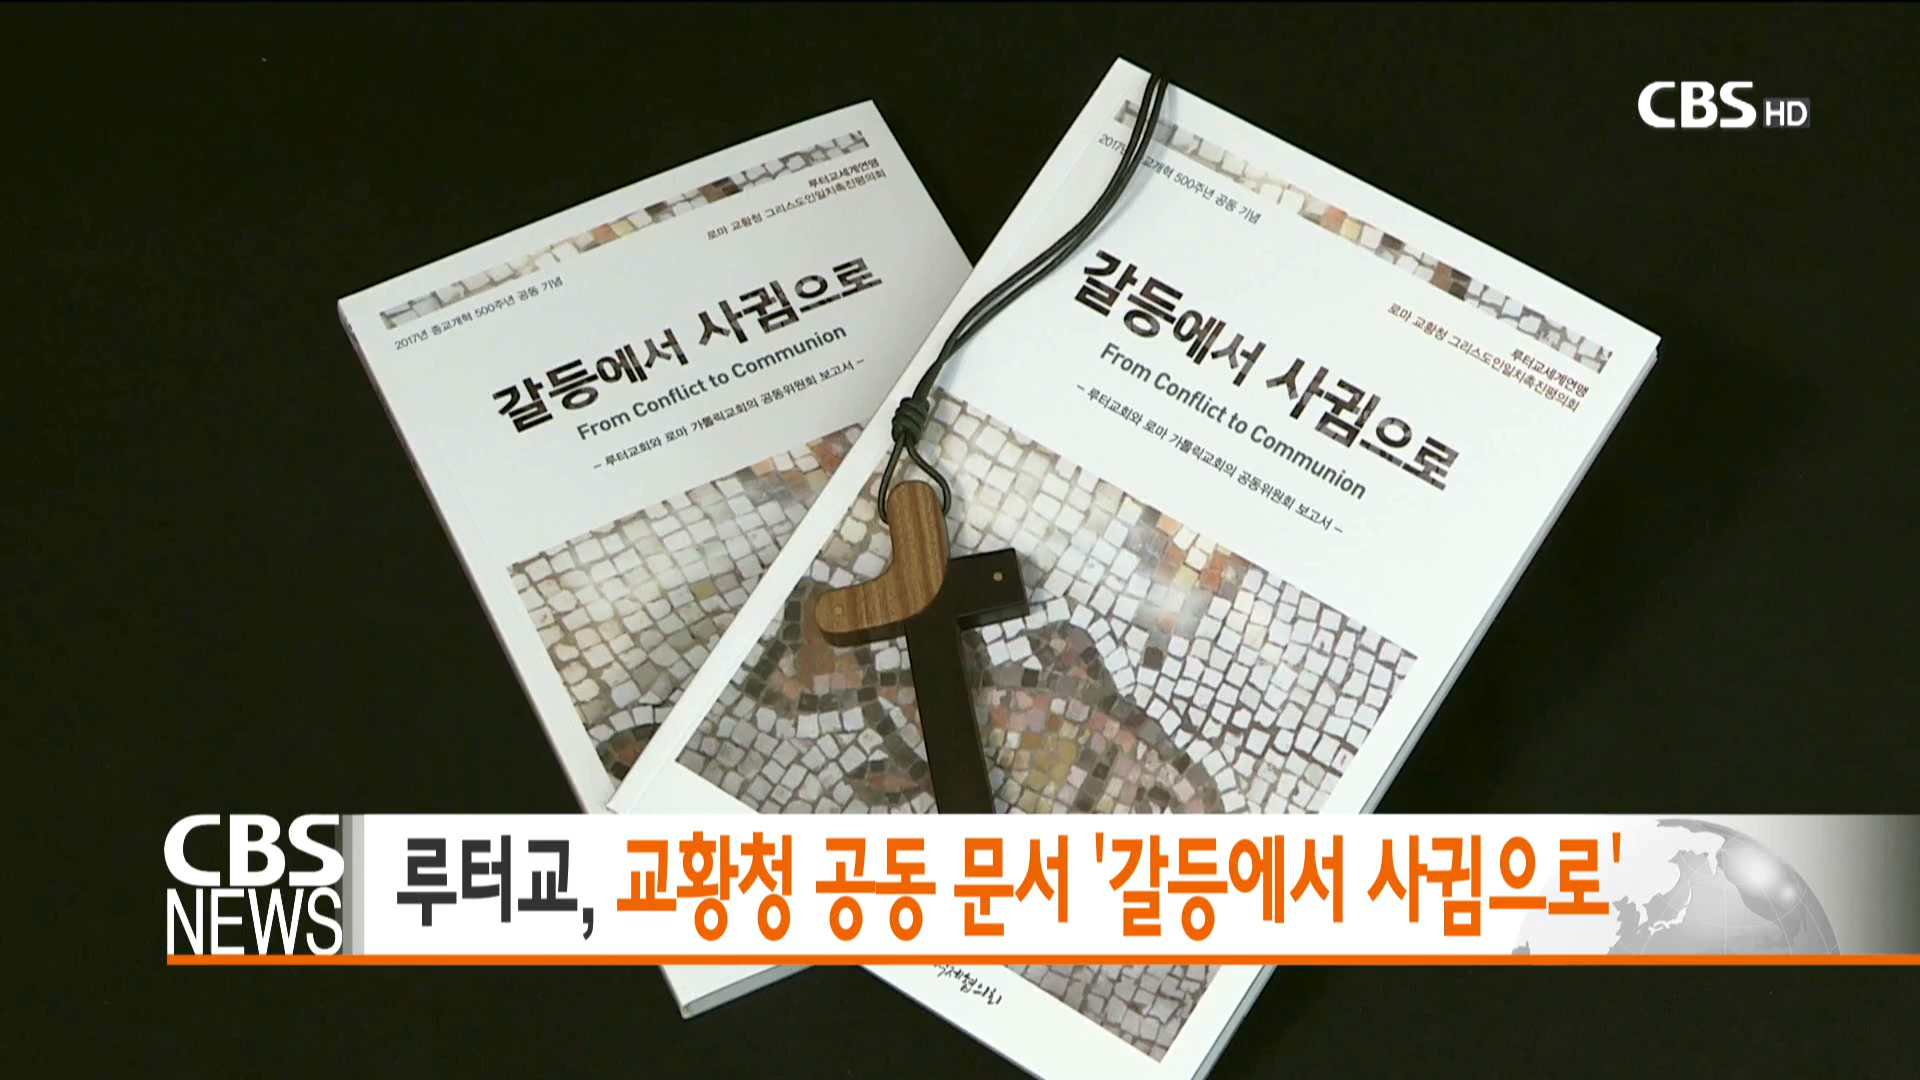 CBS HD
루터교세계연맹
로마 교황청 그리스도인일치촉진평의회
2017년 종교개혁 500주년 공동 기념
갈등에서 사귐으로
From Conflict to Communion
– 루터교회와 로마 가톨릭교회의 공동위원회 보고서 –
2017년 종교개혁 500주년 공동 기념
로마 교황청 그리스도인일치촉진평의회
루터교세계연맹
갈등에서 사귐으로
From Conflict to Communion
– 루터교회와 로마 가톨릭교회의 공동위원회 보고서 –
CBS
NEWS
루터교, 교황청 공동 문서 '갈등에서 사귐으로'